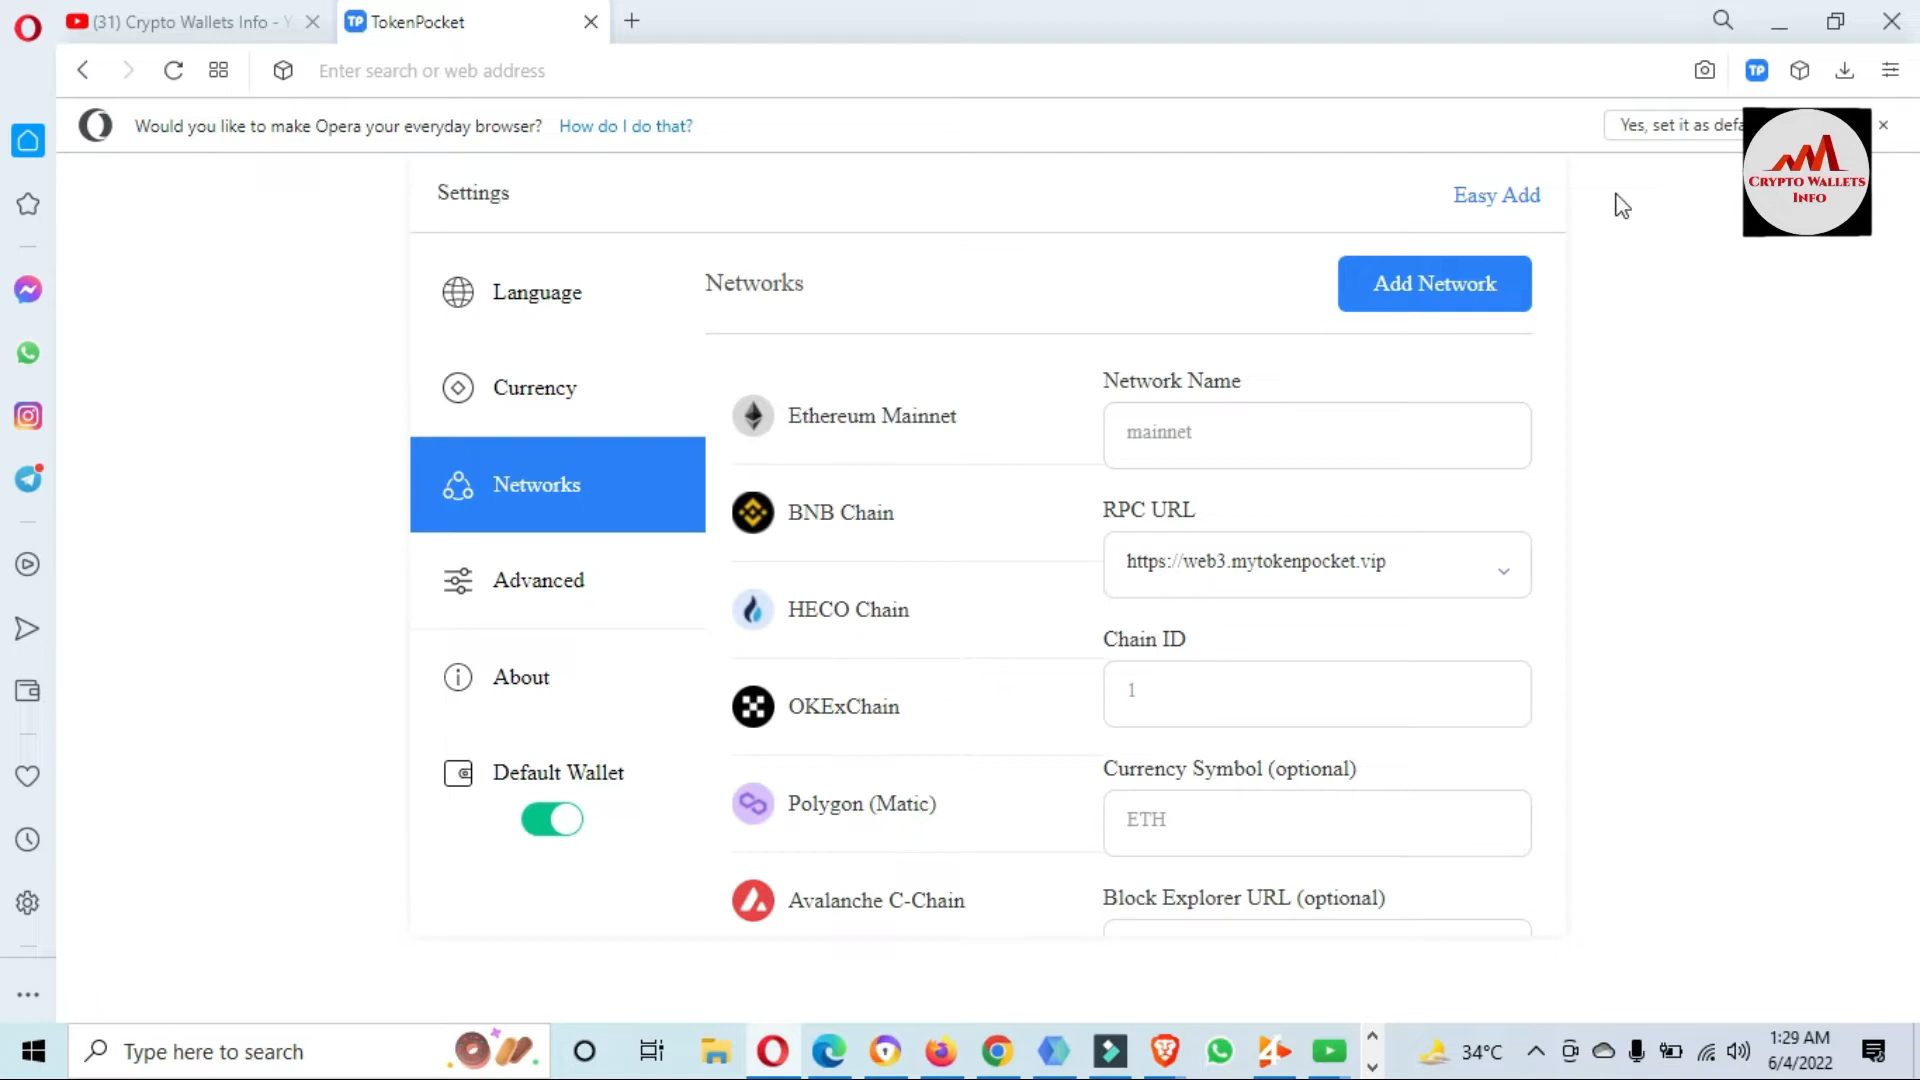 (31) Crypto Wallets Info - Y
TokenPocket
Enter search or web address
Would you like to make Opera your everyday browser? How do I do that?
Yes, set it as defa
CRYPTO WALLETS
INFO
Settings
Easy Add
Language
Currency
Networks
Advanced
About
Default Wallet
Networks
Add Network
Ethereum Mainnet
BNB Chain
HECO Chain
OKExChain
Polygon (Matic)
Avalanche C-Chain
Network Name
mainnet
RPC URL
https://web3.mytokenpocket.vip
Chain ID
1
Currency Symbol (optional)
ETH
Block Explorer URL (optional)
Type here to search
34°C
1:29 AM
6/4/2022